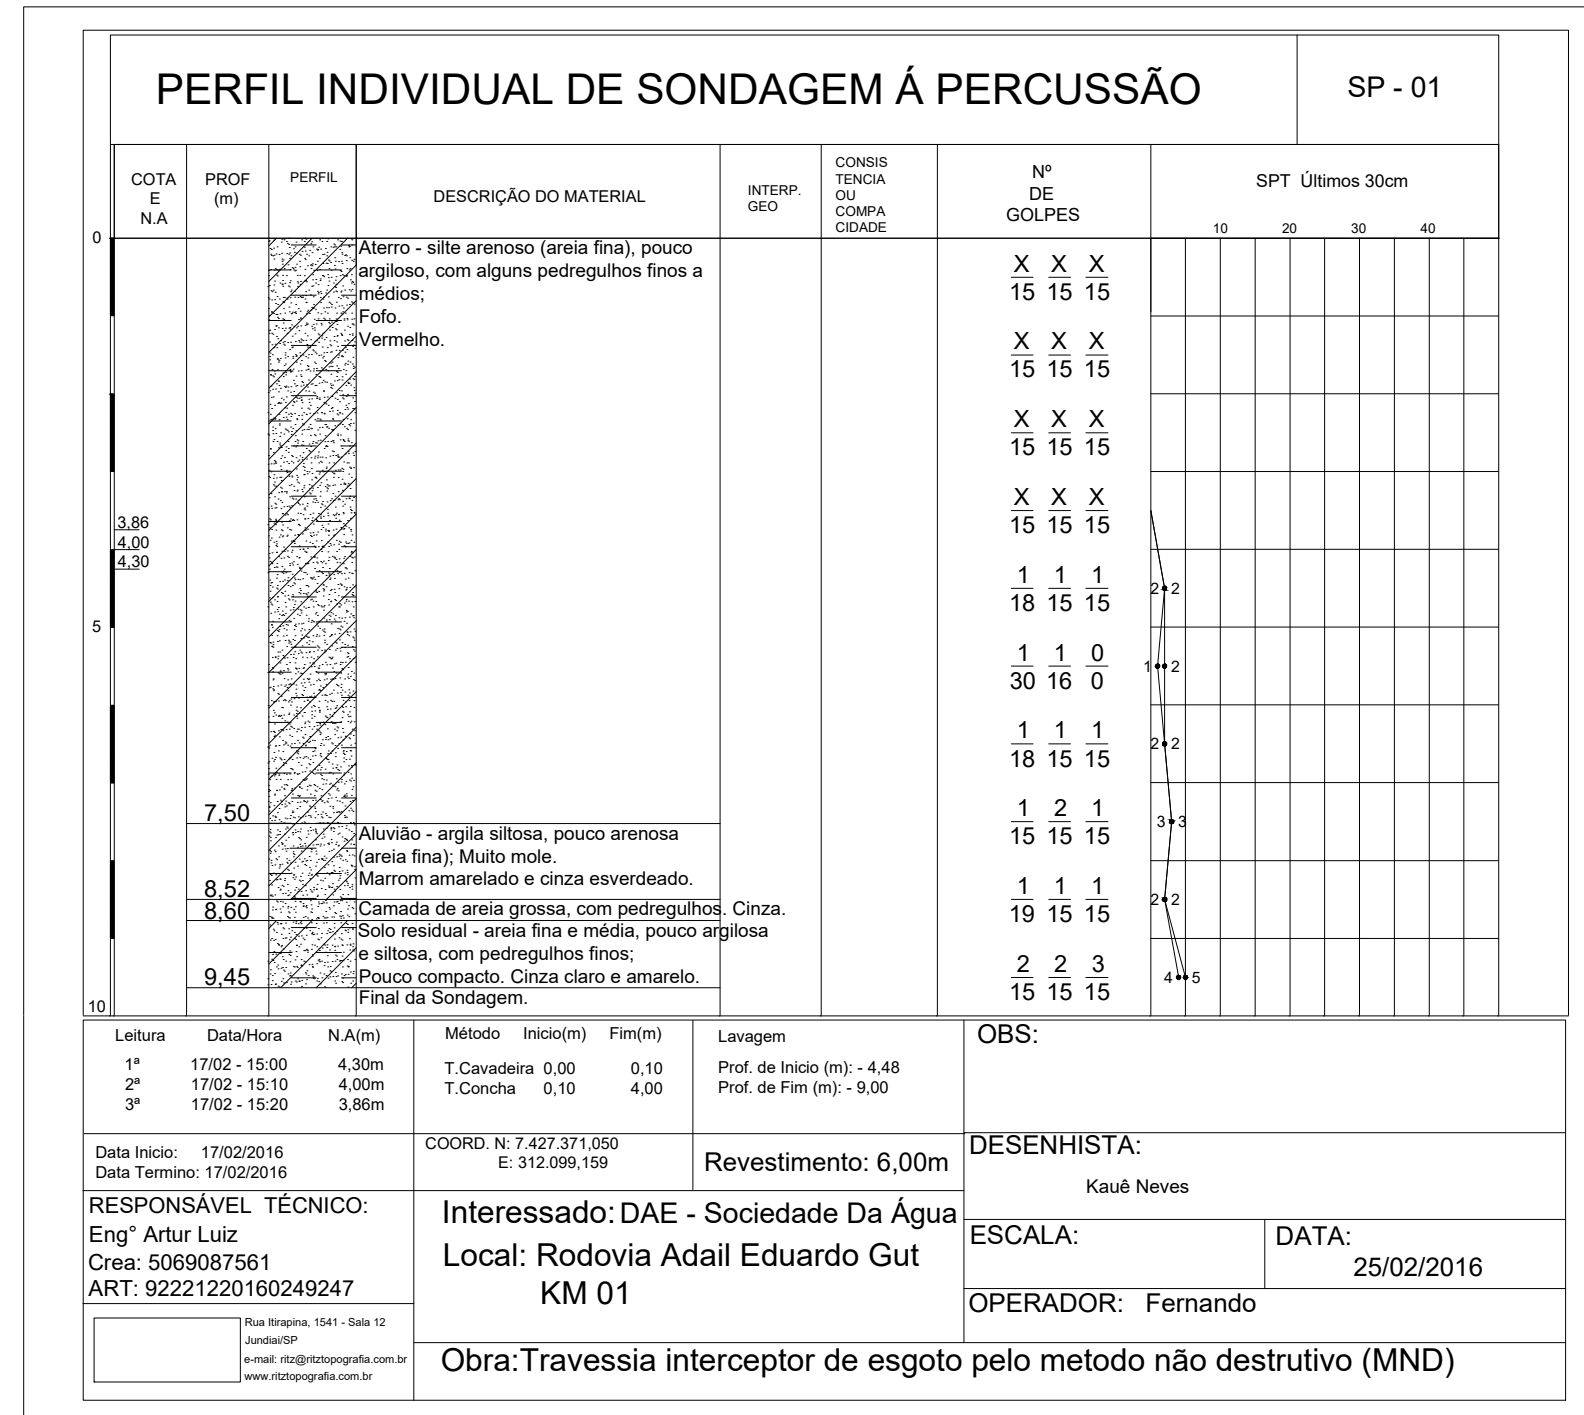 PERFIL INDIVIDUAL DE SONDAGEM Á PERCUSSÃO
SP - 01
COTA
E
N.A
PROF
(m)
PERFIL
DESCRIÇÃO DO MATERIAL
INTERP.
GEO
CONSIS
TENCIA
OU
COMPA
CIDADE
Nº
DE
GOLPES
SPT Últimos 30cm
10 20 30 40
0
Aterro - silte arenoso (areia fina), pouco
argiloso, com alguns pedregulhos finos a
médios;
Fofo.
Vermelho.
X X X
15 15 15
X X X
15 15 15
X X X
15 15 15
X X X
15 15 15
3,86
4,00
4,30
1 1 1
18 15 15
2 2
5
1 1 0
30 16 0
1 2
1 1 1
18 15 15
2 2
7,50
1 2 1
15 15 15
3 3
Aluvião - argila siltosa, pouco arenosa
(areia fina); Muito mole.
Marrom amarelado e cinza esverdeado.
8,52
1 1 1
19 15 15
2 2
8,60
Camada de areia grossa, com pedregulhos. Cinza.
Solo residual - areia fina e média, pouco argilosa
e siltosa, com pedregulhos finos;
Pouco compacto. Cinza claro e amarelo.
9,45
2 2 3
15 15 15
4 5
Final da Sondagem.
10
Leitura Data/Hora N.A(m)
1ª 17/02 - 15:00 4,30m
2ª 17/02 - 15:10 4,00m
3ª 17/02 - 15:20 3,86m
Método Inicio(m) Fim(m)
T.Cavadeira 0,00 0,10
T.Concha 0,10 4,00
Lavagem
Prof. de Inicio (m): - 4,48
Prof. de Fim (m): - 9,00
OBS:
Data Inicio: 17/02/2016
Data Termino: 17/02/2016
COORD. N: 7.427.371,050
E: 312.099,159
Revestimento: 6,00m
DESENHISTA:
Kauê Neves
RESPONSÁVEL TÉCNICO:
Eng° Artur Luiz
Crea: 5069087561
ART: 92221220160249247
Interessado: DAE - Sociedade Da Água
Local: Rodovia Adail Eduardo Gut
KM 01
ESCALA:
DATA:
25/02/2016
OPERADOR: Fernando
Rua Itirapina, 1541 - Sala 12
Jundiai/SP
e-mail: ritz@ritztopografia.com.br
www.ritztopografia.com.br
Obra:Travessia interceptor de esgoto pelo metodo não destrutivo (MND)